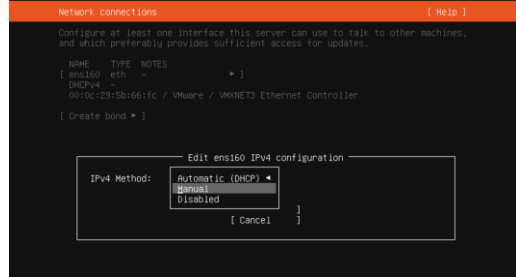 Network connections [ Help ]
Configure at least one interface this server can use to talk to other machines,
and which preferably provides sufficient access for updates.
NAME TYPE NOTES
[ ens160 eth - ▸ ]
DHCPv4 -
00:0c:29:5b:66:fc / VMware / VMXNET3 Ethernet Controller
[ Create bond ▸ ]
Edit ens160 IPv4 configuration
IPv4 Method: Automatic (DHCP) ◂
Manual
Disabled
]
[ Cancel ]